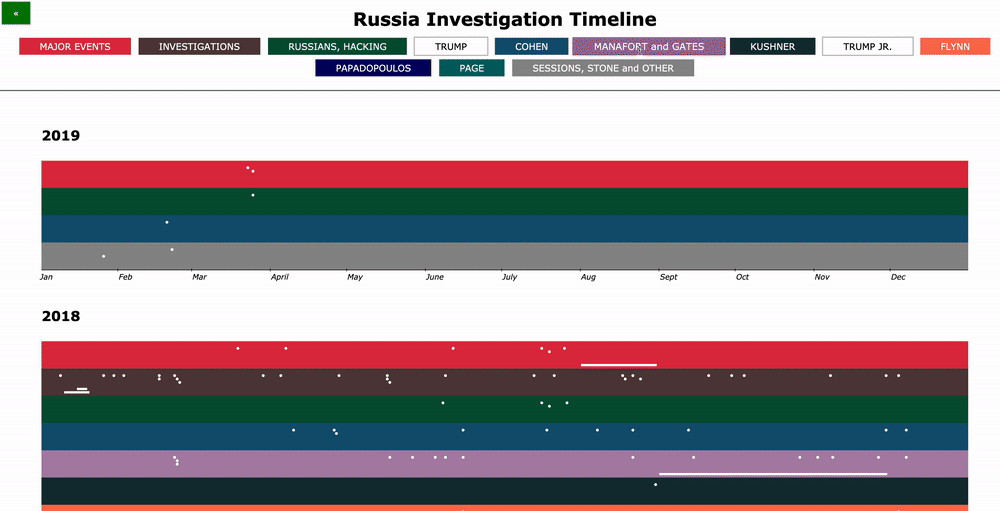 «
Russia Investigation Timeline
MAJOR EVENTS INVESTIGATIONS RUSSIANS, HACKING TRUMP COHEN MANAFORT and GATES KUSHNER TRUMP JR. FLYNN
PAPADOPOULOS PAGE SESSIONS, STONE and OTHER
2019
Jan Feb Mar April May June July Aug Sept Oct Nov Dec
2018